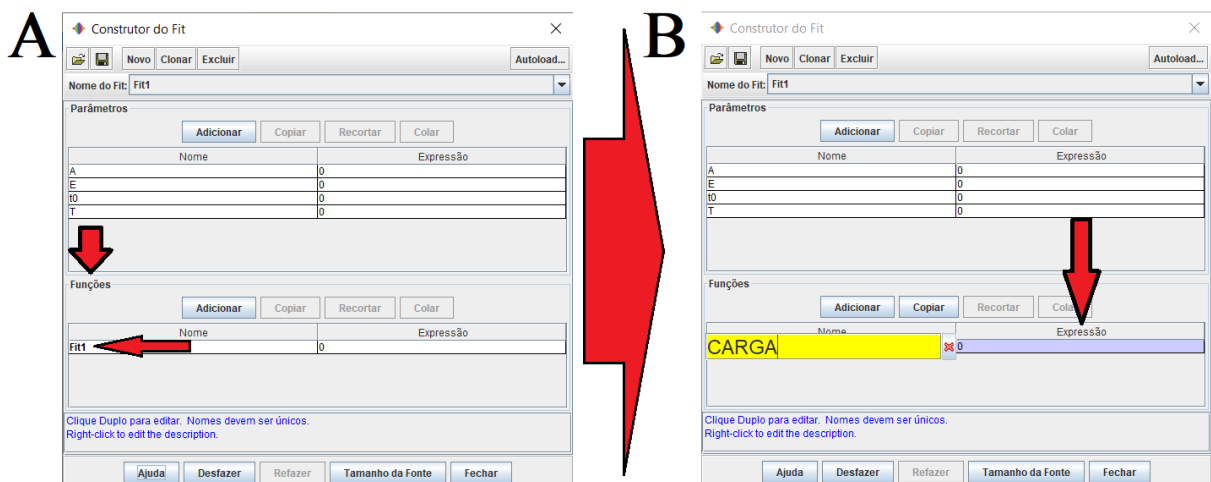 A
Construtor do Fit
Novo Clonar Excluir Autoload...
Nome do Fit: Fit1
Parâmetros
Adicionar Copiar Recortar Colar
Nome Expressão
A 0
E 0
t0 0
T 0
Funções
Adicionar Copiar Recortar Colar
Nome Expressão
Fit1 0
Clique Duplo para editar. Nomes devem ser únicos.
Right-click to edit the description.
Ajuda Desfazer Refazer Tamanho da Fonte Fechar
B
Construtor do Fit
Novo Clonar Excluir Autoload...
Nome do Fit: Fit1
Parâmetros
Adicionar Copiar Recortar Colar
Nome Expressão
A 0
E 0
t0 0
T 0
Funções
Adicionar Copiar Recortar
Nome Expressão
CARGA 0
Clique Duplo para editar. Nomes devem ser únicos.
Right-click to edit the description.
Ajuda Desfazer Refazer Tamanho da Fonte Fechar